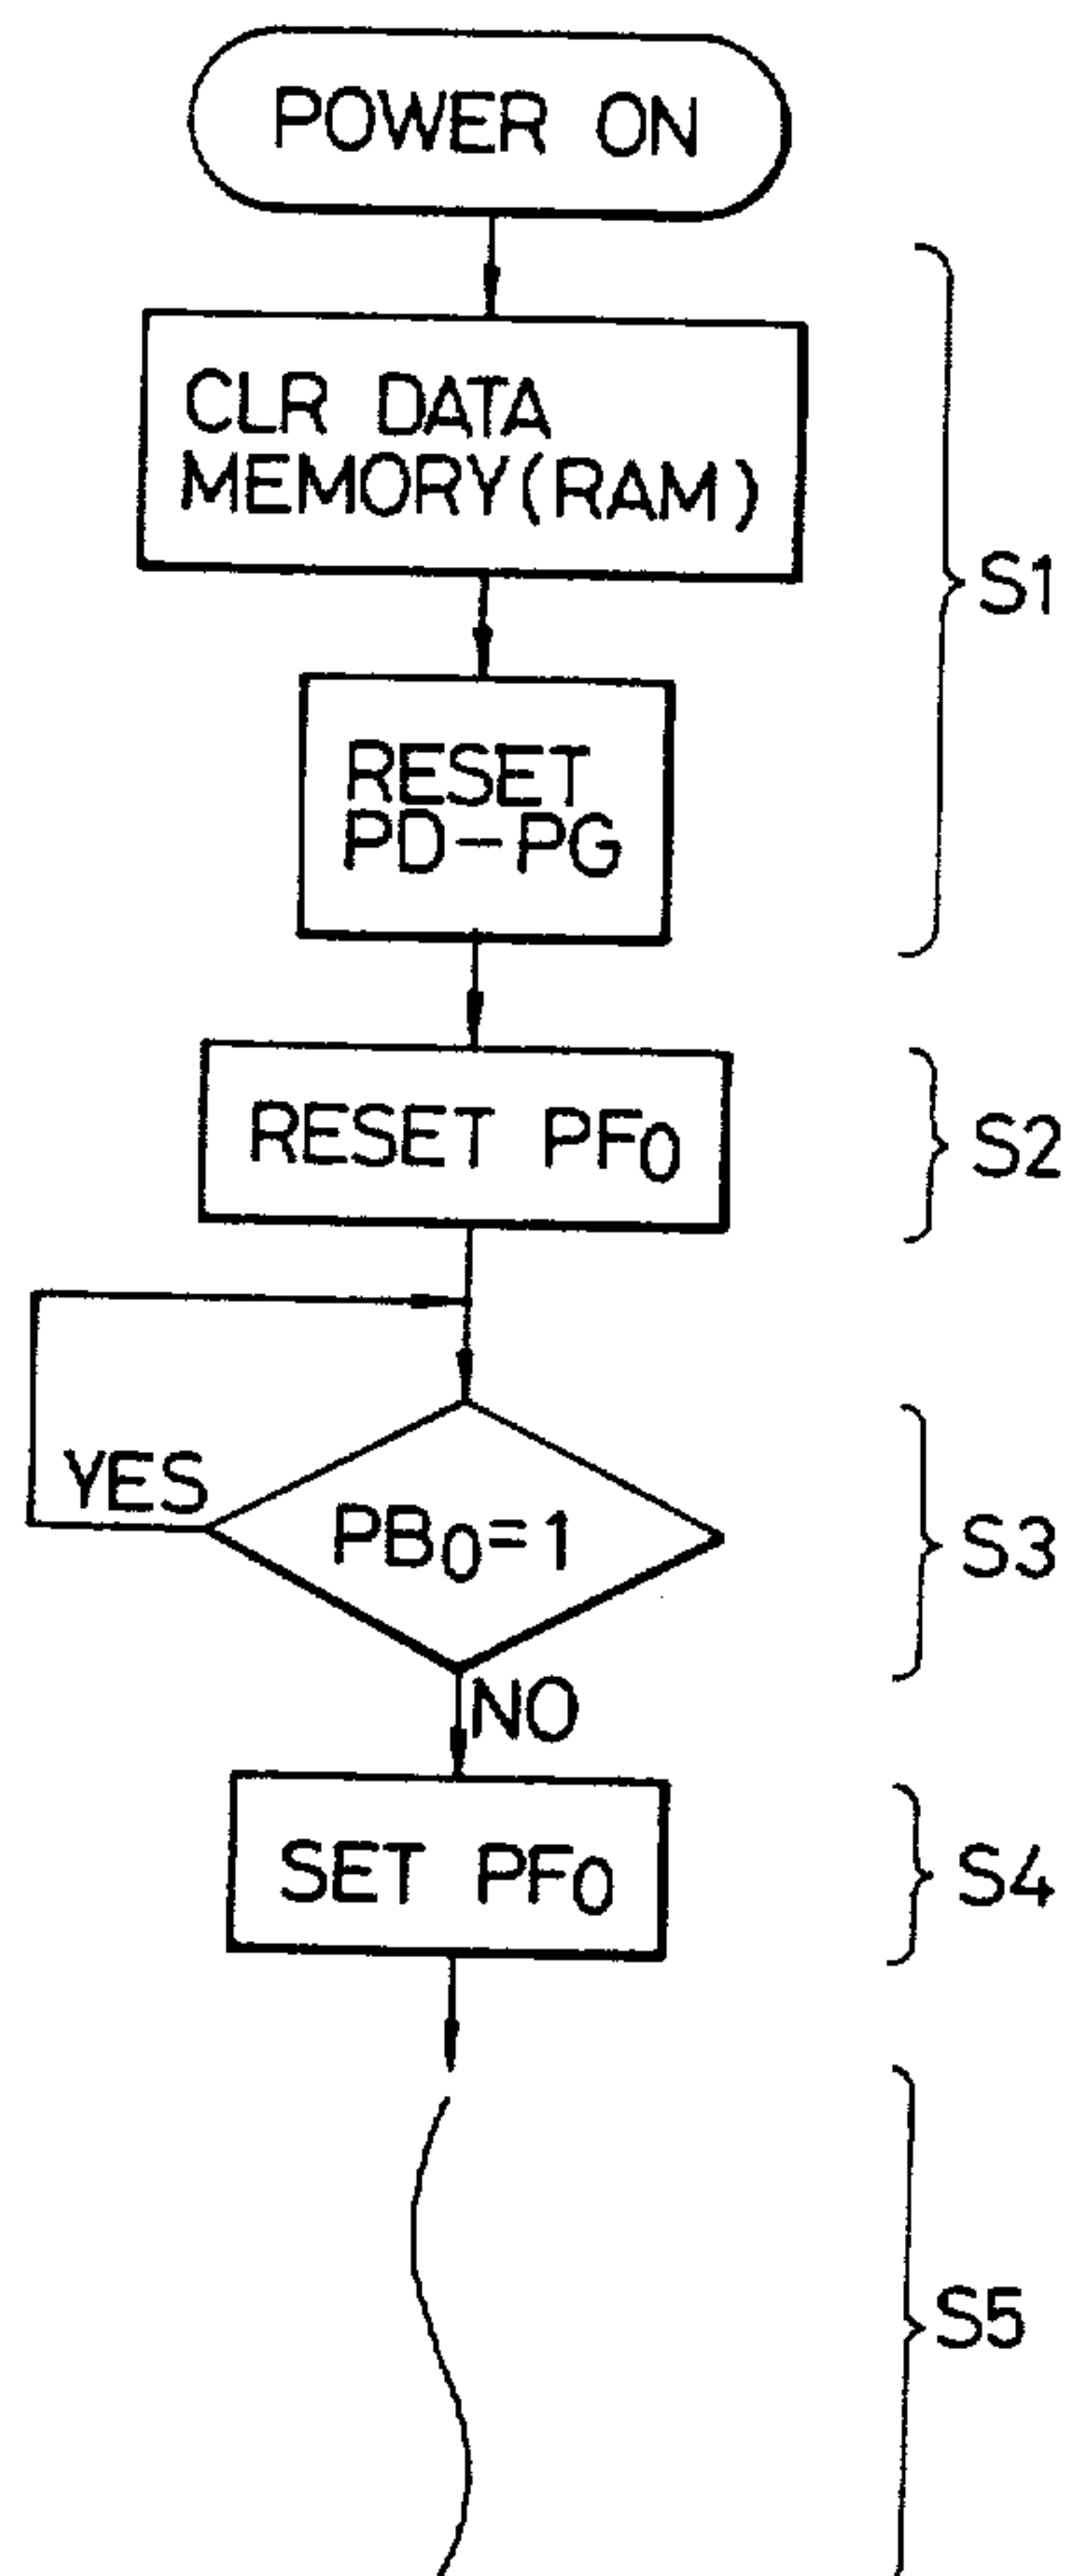 POWER ON
CLR DATA
MEMORY(RAM)
S1
RESET
PD-PG
RESET PF0
S2
YES
PB0=1
S3
NO
SET PF0
S4
S5